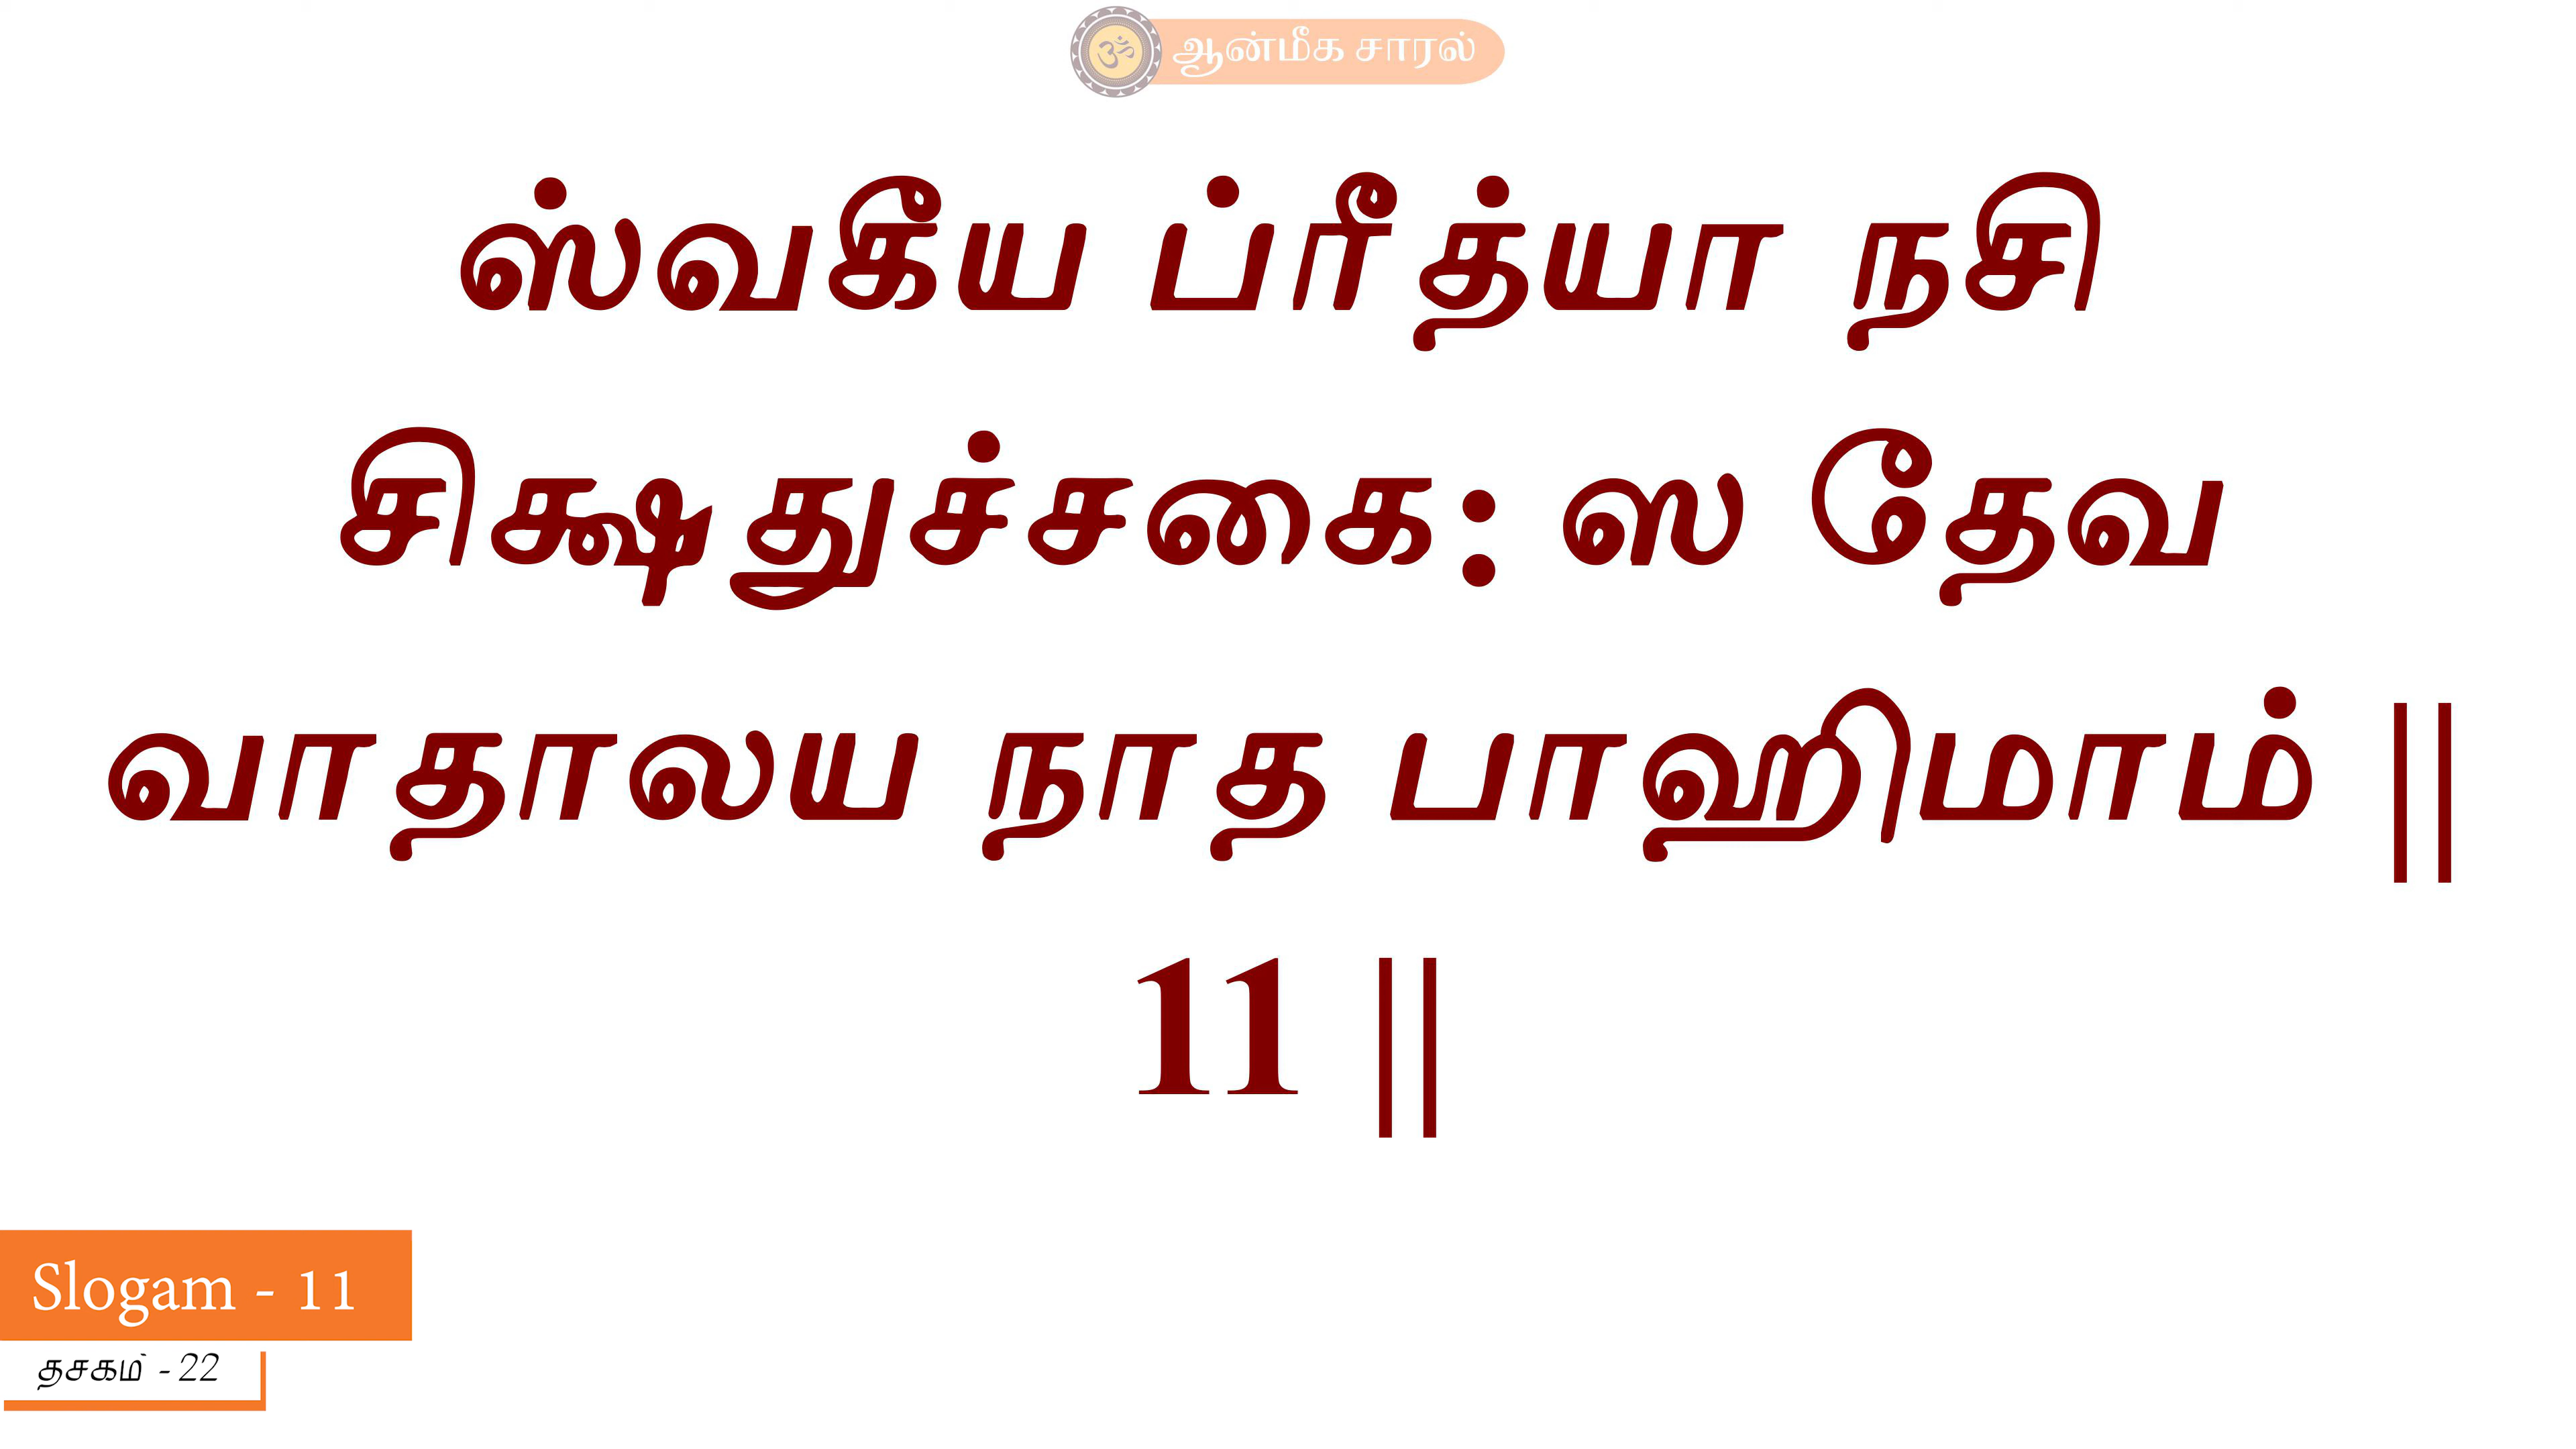 ஆன்மீக சாரல்
ஸ்வகீய ப்ரீத்யா நசி
சிக்ஷதுச்சகை: ஸ தேவ
வாதாலய நாத பாஹிமாம் ||
11 ||
Slogam - 11
தசகம் - 22